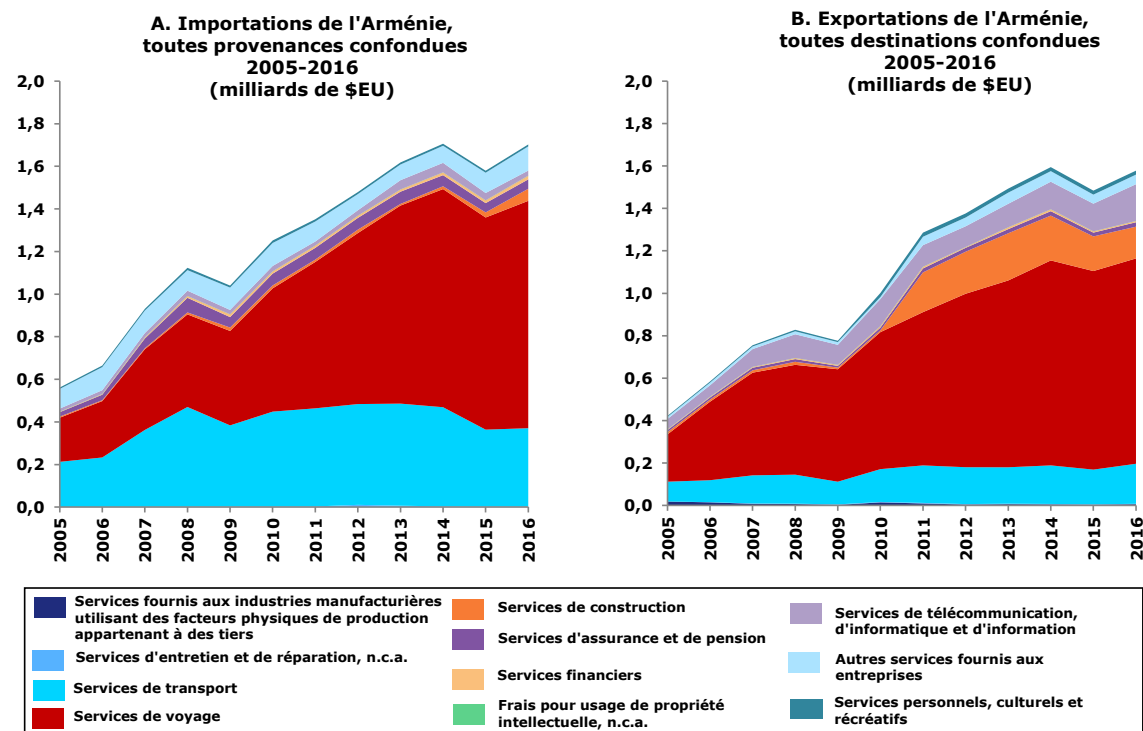 A. Importations de l'Arménie,
toutes provenances confondues
2005-2016
(milliards de $EU)
2,0
1,8
1,6
1,4
1,2
1,0
0,8
0,6
0,4
0,2
0,0
2005
2006
2007
2008
2009
2010
2011
2012
2013
2014
2015
2016
B. Exportations de l'Arménie,
toutes destinations confondues
2005-2016
(milliards de $EU)
2,0
1,8
1,6
1,4
1,2
1,0
0,8
0,6
0,4
0,2
0,0
2005
2006
2007
2008
2009
2010
2011
2012
2013
2014
2015
2016
Services fournis aux industries manufacturières
utilisant des facteurs physiques de production
appartenant à des tiers
Services d'entretien et de réparation, n.c.a.
Services de transport
Services de voyage
Services de construction
Services d'assurance et de pension
Services financiers
Frais pour usage de propriété
intellectuelle, n.c.a.
Services de télécommunication,
d'informatique et d'information
Autres services fournis aux
entreprises
Services personnels, culturels et
récréatifs